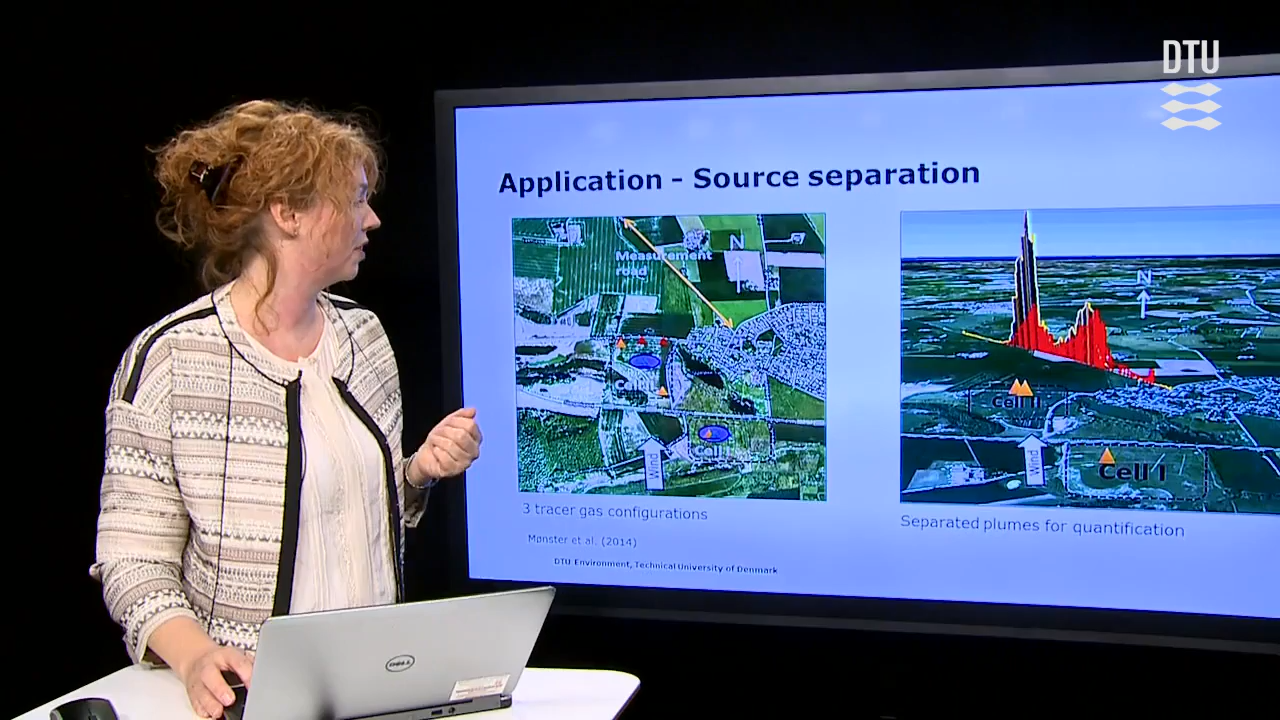 DTU
Application - Source separation
Measurement
road
N
Wind
N
Cell II
Wind
Cell I
3 tracer gas configurations
Separated plumes for quantification
Mønster et al. (2014)
DTU Environment, Technical University of Denmark
DELL